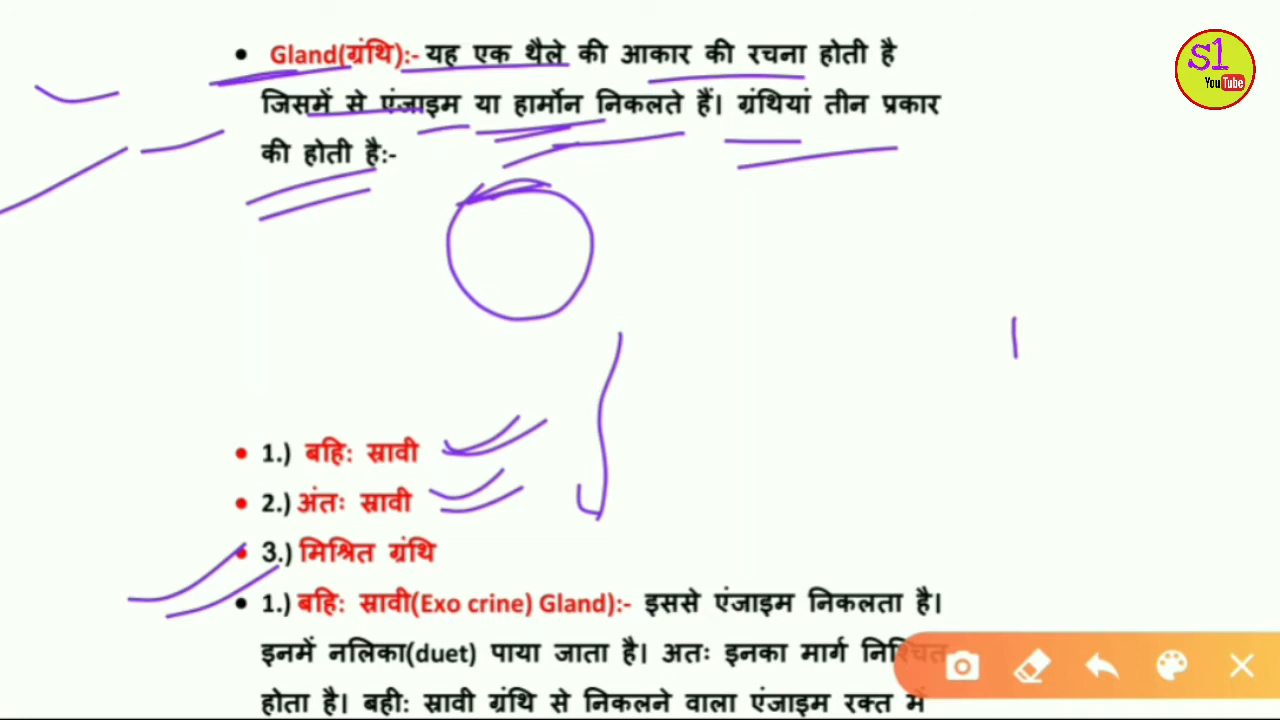 Gland(ग्रंथि):- यह एक थैले की आकार की रचना होती है
जिसमें से एंजाइम या हार्मोन निकलते हैं। ग्रंथियां तीन प्रकार
की होती है:-
1.) बहिः स्रावी
2.) अंतः स्रावी
3.) मिश्रित ग्रंथि
1.) बहिः स्रावी(Exo crine) Gland):- इससे एंजाइम निकलता है।
इनमें नलिका(duet) पाया जाता है। अतः इनका मार्ग निश्चित
होता है। बही: स्रावी ग्रंथि से निकलने वाला एंजाइम रक्त में
S1
YouTube